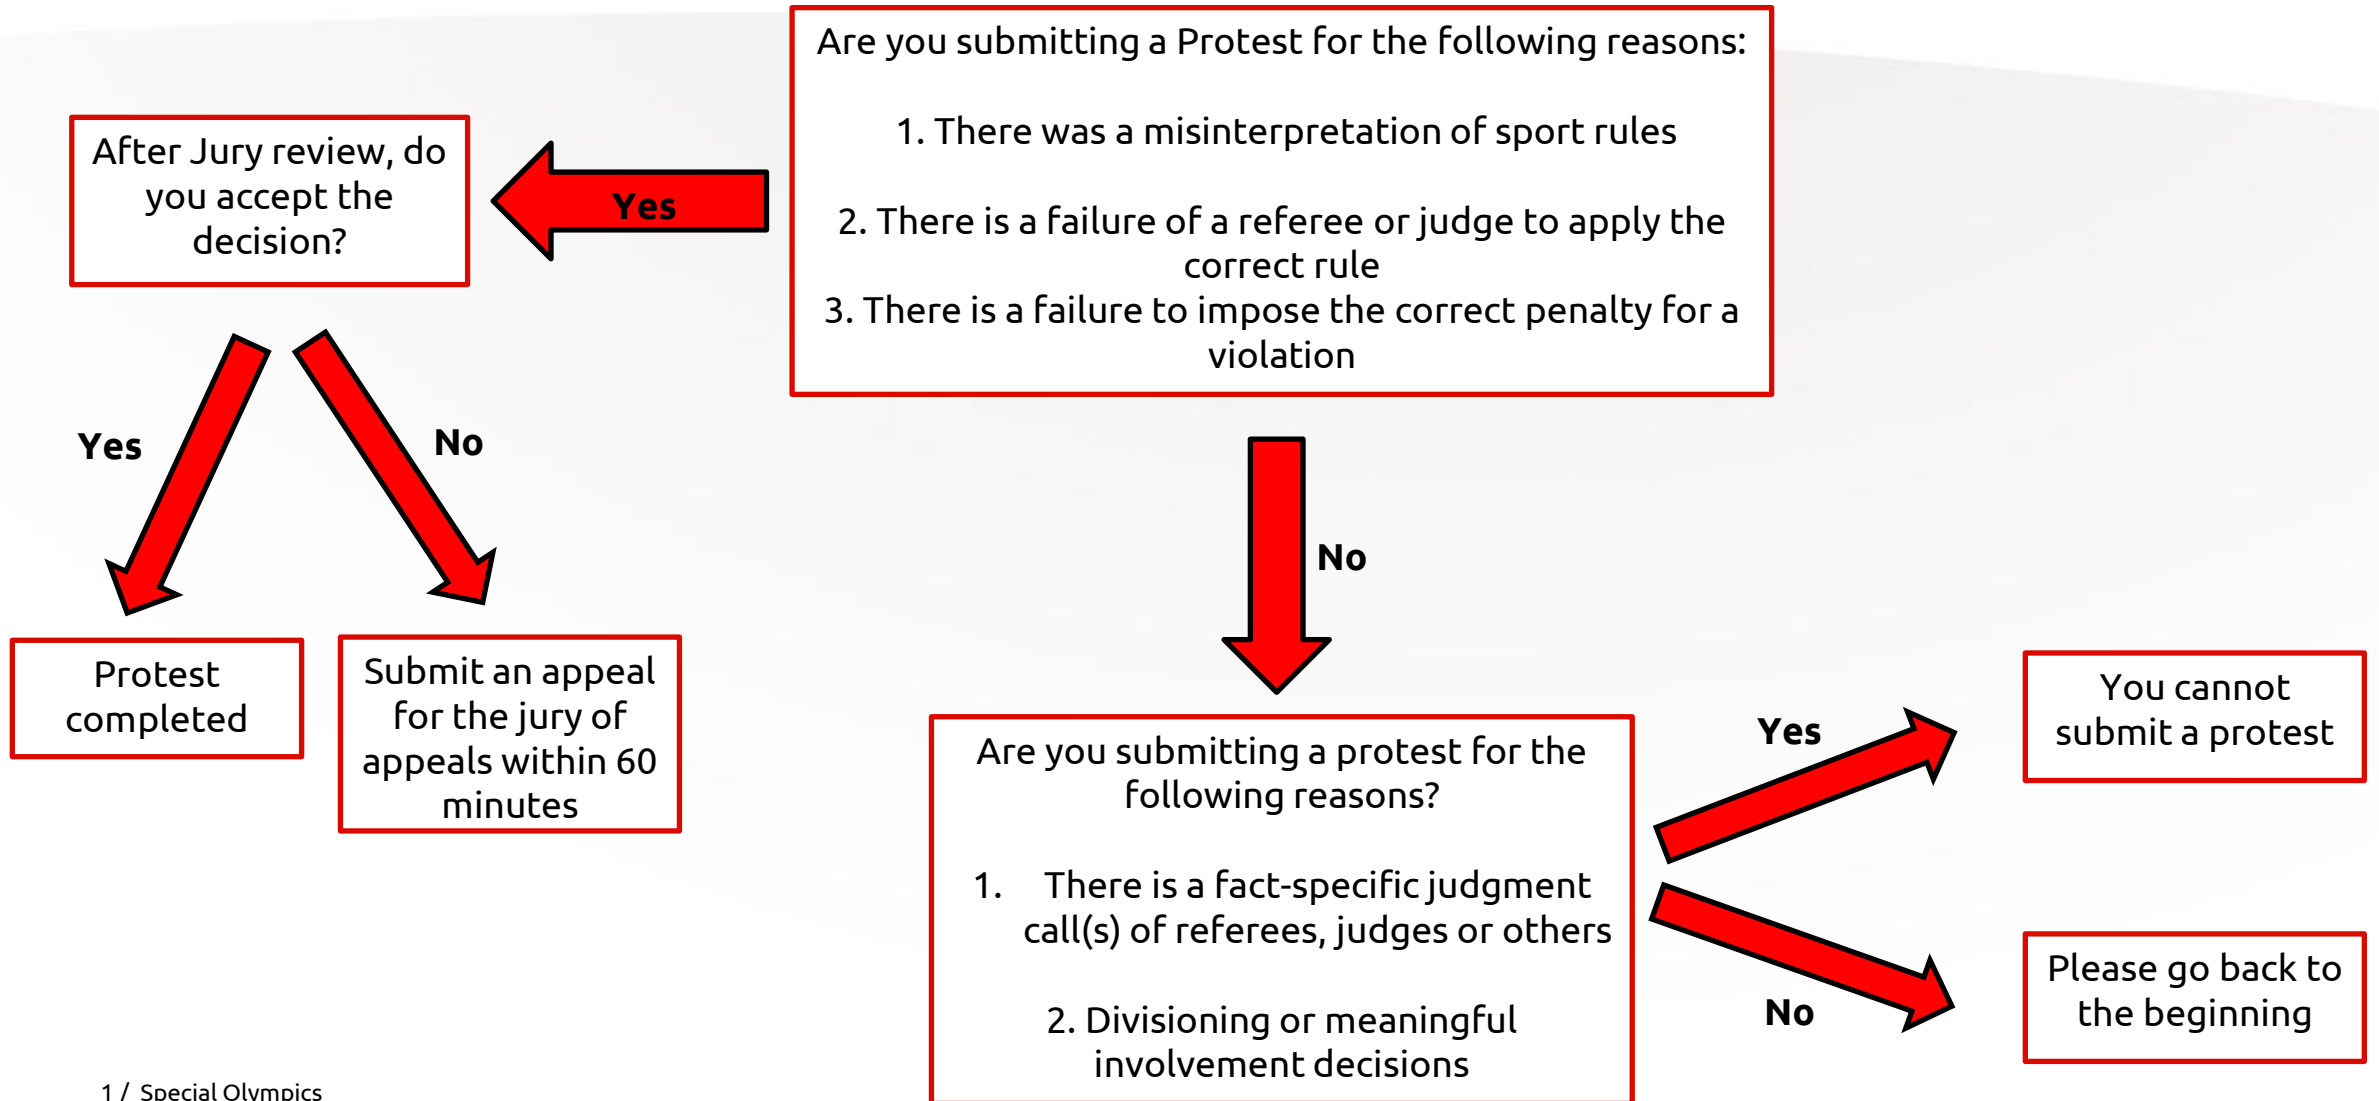 Are you submitting a Protest for the following reasons:
1. There was a misinterpretation of sport rules
2. There is a failure of a referee or judge to apply the
correct rule
3. There is a failure to impose the correct penalty for a
violation
Yes
After Jury review, do
you accept the
decision?
Yes
No
Protest
completed
Submit an appeal
for the jury of
appeals within 60
minutes
No
Are you submitting a protest for the
following reasons?
1. There is a fact-specific judgment
call(s) of referees, judges or others
2. Divisioning or meaningful
involvement decisions
Yes
You cannot
submit a protest
No
Please go back to
the beginning
1 / Special Olympics